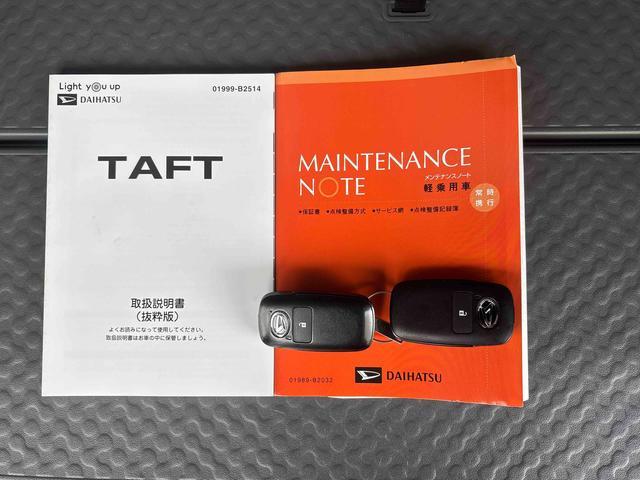 Light you up
DAIHATSU
01999-B2514
TAFT
取扱説明書
（抜粋版）
よくお読みになって使用してください。
取扱説明書はお車の中に保管しましょう。
MAINTENANCE
NOTE
メンテナンスノート
軽乗用車
常時
携行
●保証書 ●点検整備方式 ●サービス網 ●点検整備記録簿
01989-B2032
DAIHATSU